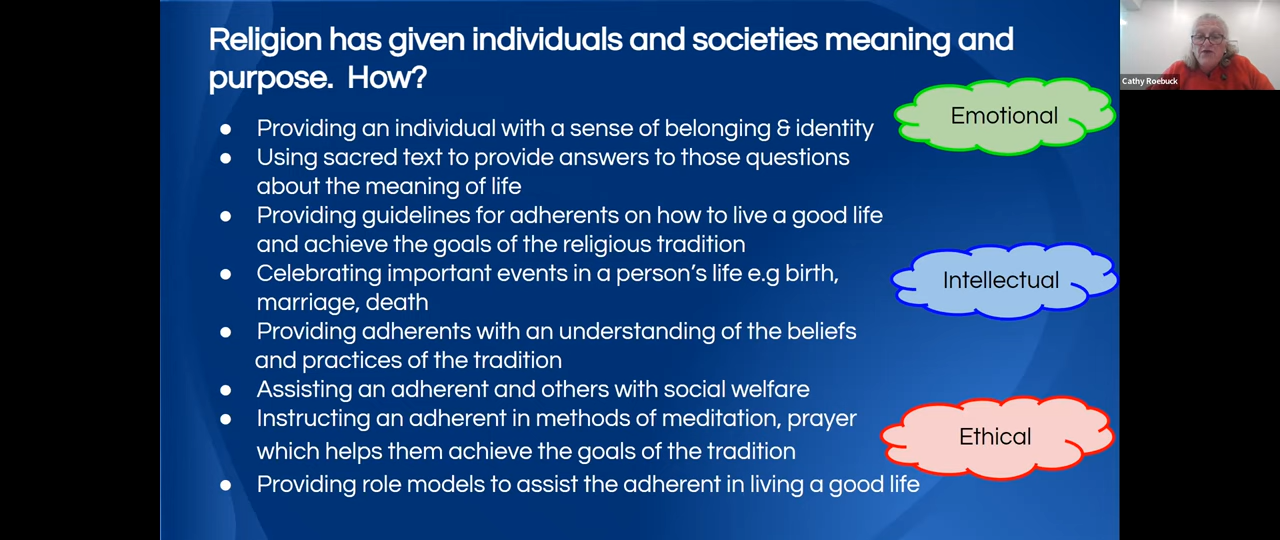 Religion has given individuals and societies meaning and
purpose. How?
● Providing an individual with a sense of belonging & identity
● Using sacred text to provide answers to those questions
about the meaning of life
● Providing guidelines for adherents on how to live a good life
and achieve the goals of the religious tradition
● Celebrating important events in a person's life e.g birth,
marriage, death
● Providing adherents with an understanding of the beliefs
and practices of the tradition
● Assisting an adherent and others with social welfare
● Instructing an adherent in methods of meditation, prayer
which helps them achieve the goals of the tradition
● Providing role models to assist the adherent in living a good life
Emotional
Intellectual
Ethical
Cathy Roebuck